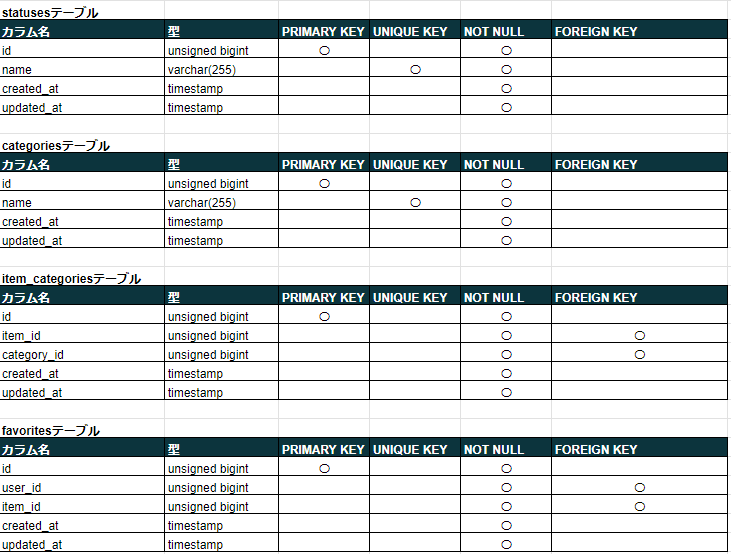 statusesテーブル
カラム名 型 PRIMARY KEY UNIQUE KEY NOT NULL FOREIGN KEY
id unsigned bigint ○ ○
name varchar(255) ○ ○
created_at timestamp ○
updated_at timestamp ○
categoriesテーブル
カラム名 型 PRIMARY KEY UNIQUE KEY NOT NULL FOREIGN KEY
id unsigned bigint ○ ○
name varchar(255) ○ ○
created_at timestamp ○
updated_at timestamp ○
item_categoriesテーブル
カラム名 型 PRIMARY KEY UNIQUE KEY NOT NULL FOREIGN KEY
id unsigned bigint ○ ○
item_id unsigned bigint ○ ○
category_id unsigned bigint ○ ○
created_at timestamp ○
updated_at timestamp ○
favoritesテーブル
カラム名 型 PRIMARY KEY UNIQUE KEY NOT NULL FOREIGN KEY
id unsigned bigint ○ ○
user_id unsigned bigint ○ ○
item_id unsigned bigint ○ ○
created_at timestamp ○
updated_at timestamp ○